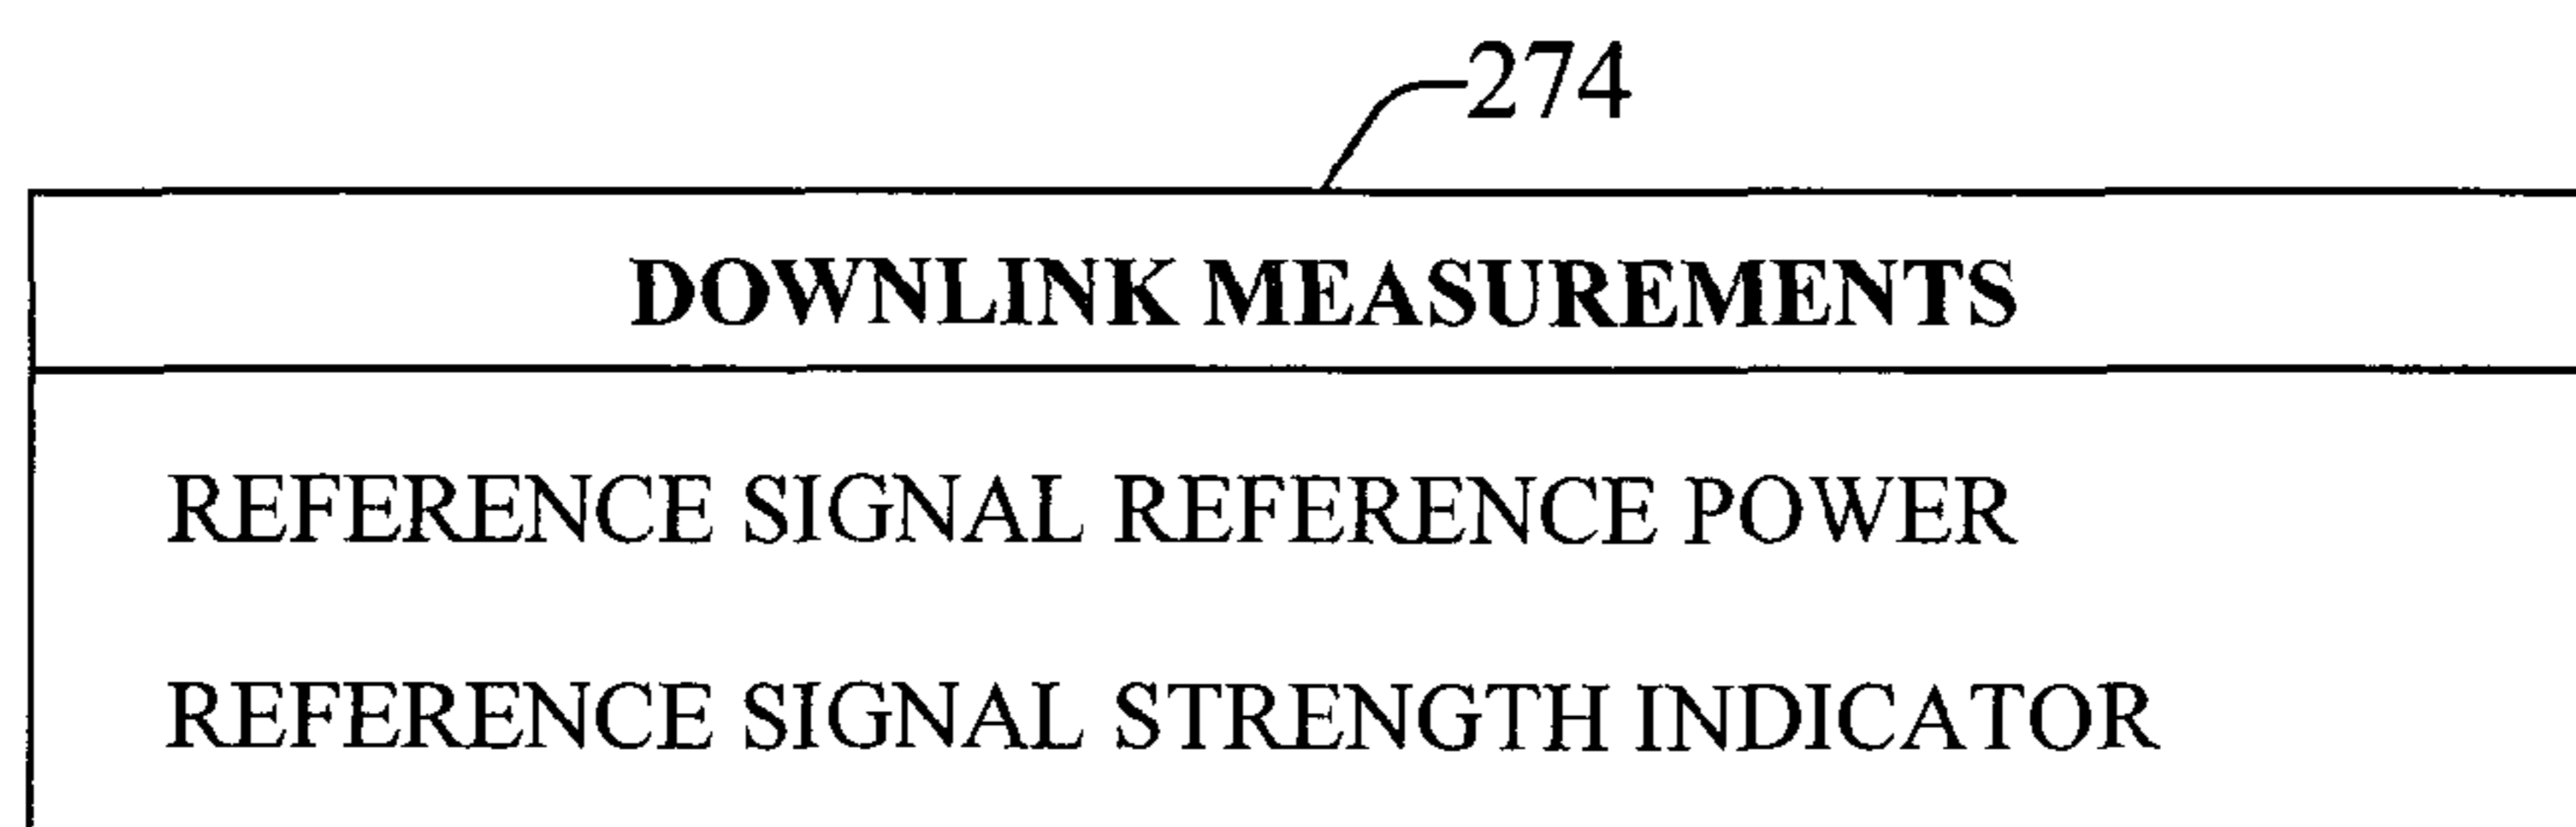 274
DOWNLINK MEASUREMENTS
REFERENCE SIGNAL REFERENCE POWER
REFERENCE SIGNAL STRENGTH INDICATOR